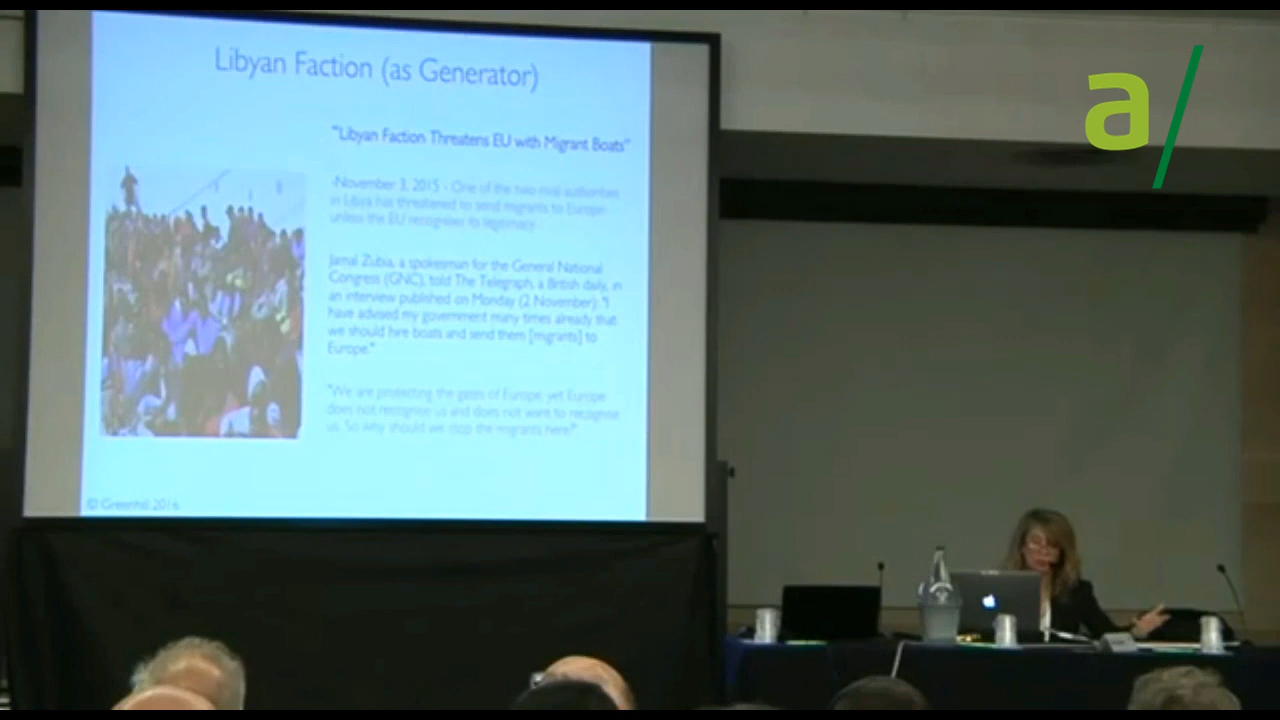 Libyan Faction (as Generator)
"Libyan Faction Threatens EU with Migrant Boats"
-November 3, 2015 - One of the two rival authorities
in Libya has threatened to send migrants to Europe
unless the EU recognises its legitimacy.
Jamal Zubia, a spokesman for the General National
Congress (GNC), told The Telegraph, a British daily, in
an interview published on Monday (2 November): "I
have advised my government many times already that
we should hire boats and send them [migrants] to
Europe."
"We are protecting the gates of Europe, yet Europe
does not recognise us and does not want to recognise
us. So why should we stop the migrants here?"
© Greenhill 2016
a/